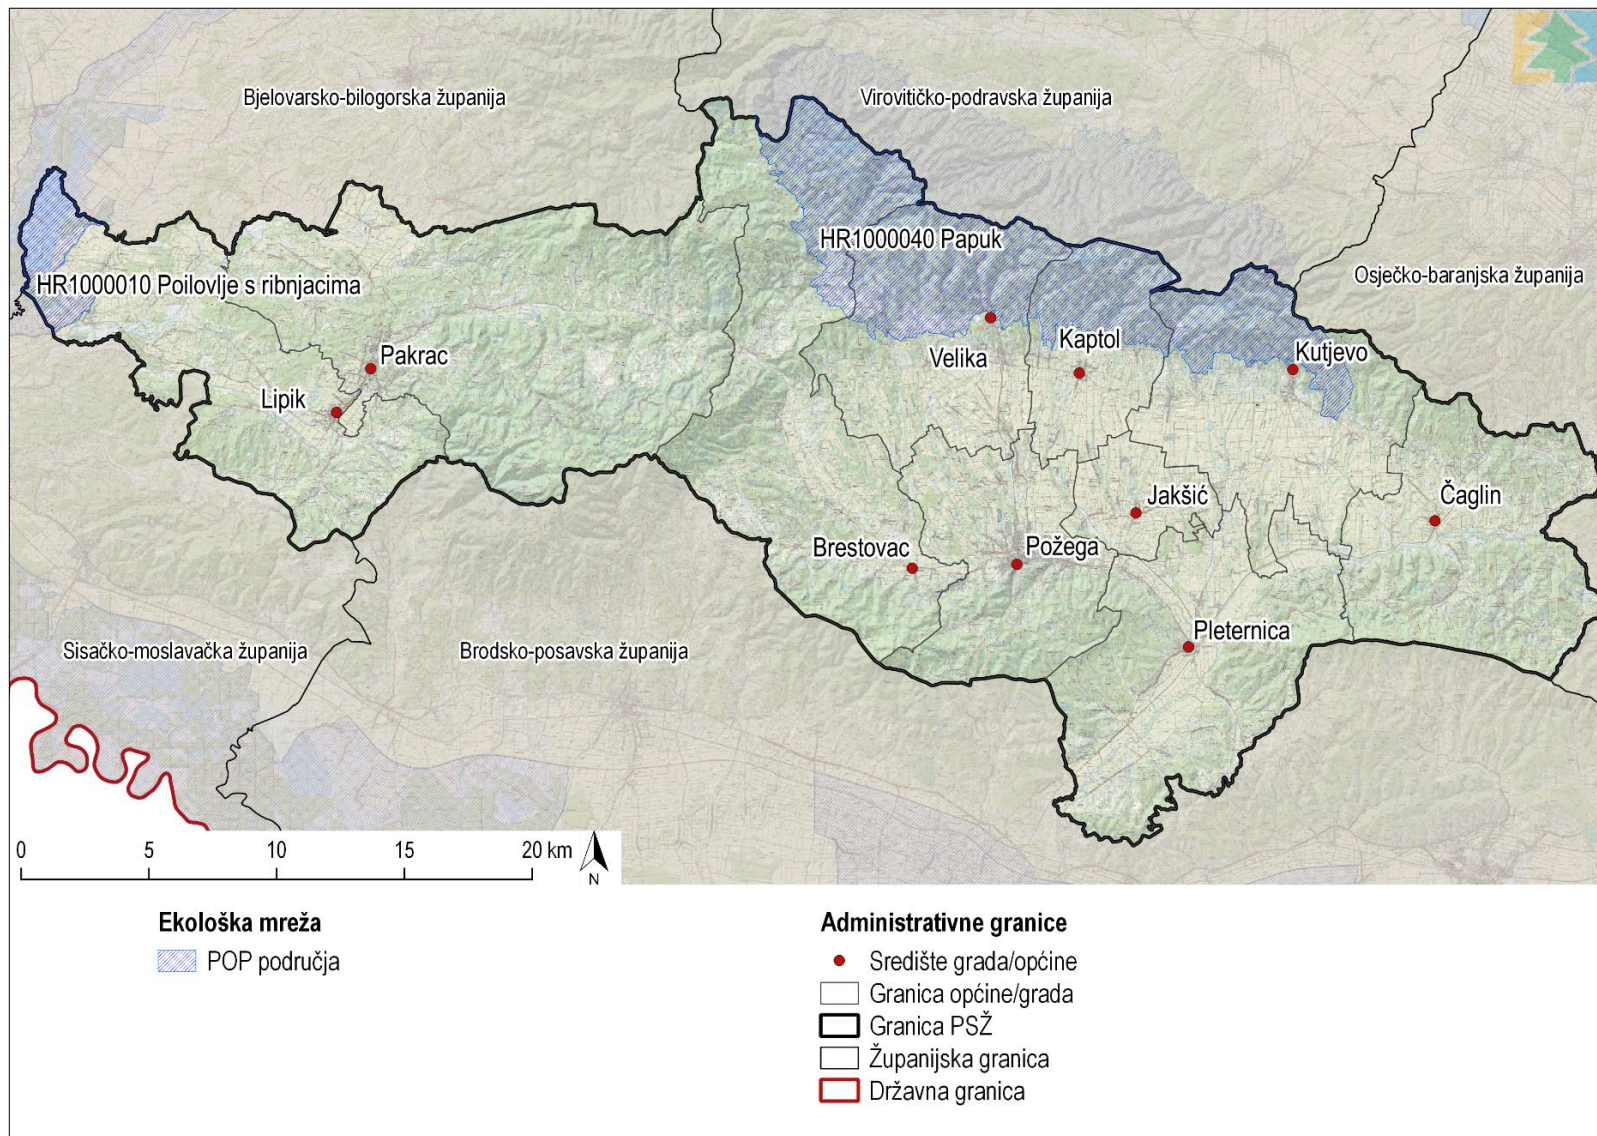 Bjelovarsko-bilogorska županija
Virovitičko-podravska županija
HR1000040 Papuk
Osječko-baranjska županija
HR1000010 Poilovlje s ribnjacima
Velika
Kaptol
Kutjevo
Pakrac
Lipik
Jakšić
Čaglin
Brestovac
Požega
Pleternica
Sisačko-moslavačka županija
Brodsko-posavska županija
0 5 10 15 20 km
N
Ekološka mreža
POP područja
Administrativne granice
Središte grada/općine
Granica općine/grada
Granica PSŽ
Županijska granica
Državna granica